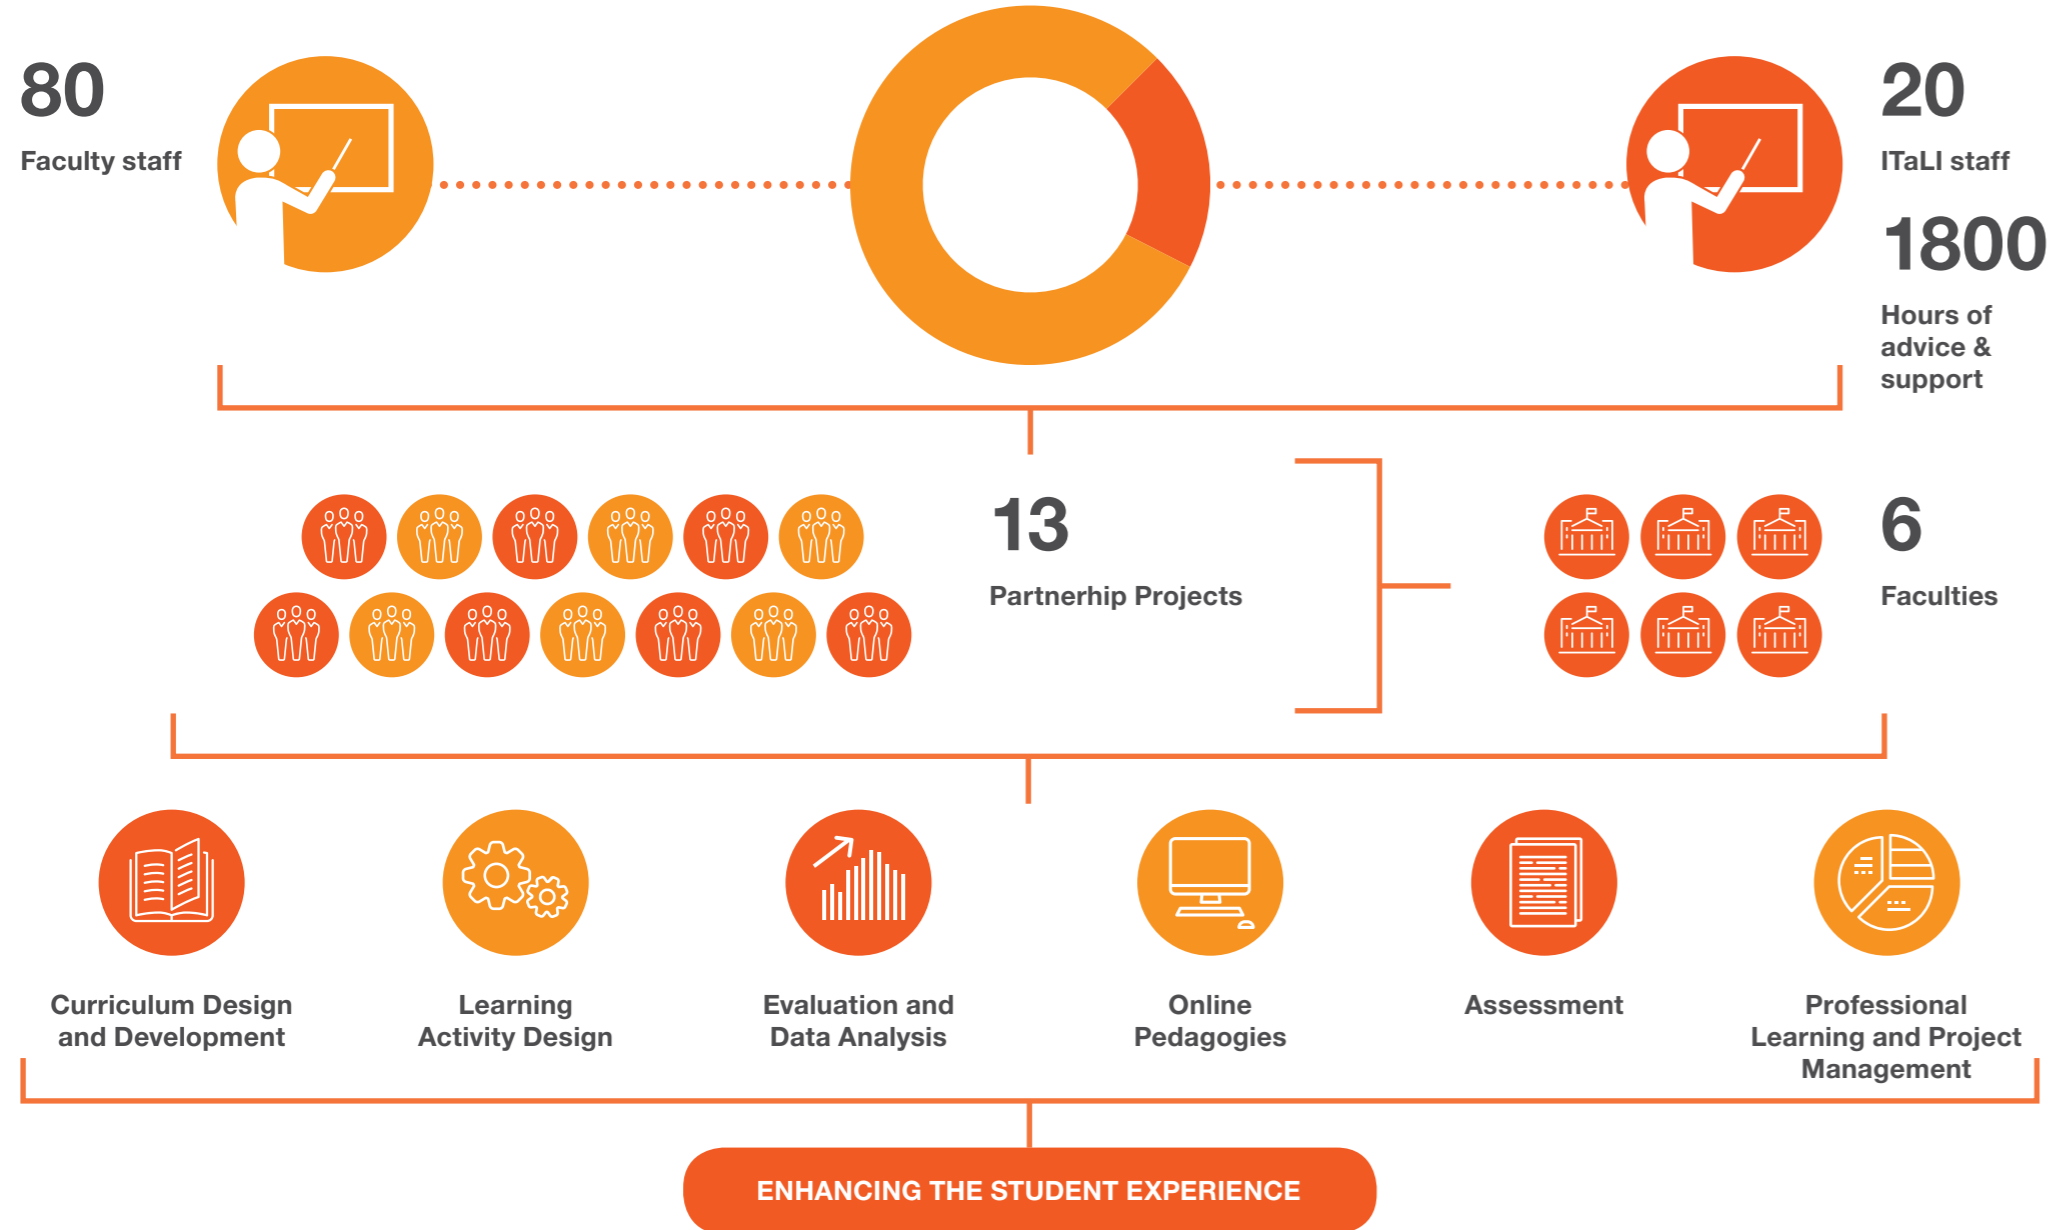 80
Faculty staff
20
ITaLI staff
1800
Hours of
advice &
support
13
Partnerhip Projects
6
Faculties
Curriculum Design
and Development
Learning
Activity Design
Evaluation and
Data Analysis
Online
Pedagogies
Assessment
Professional
Learning and Project
Management
ENHANCING THE STUDENT EXPERIENCE